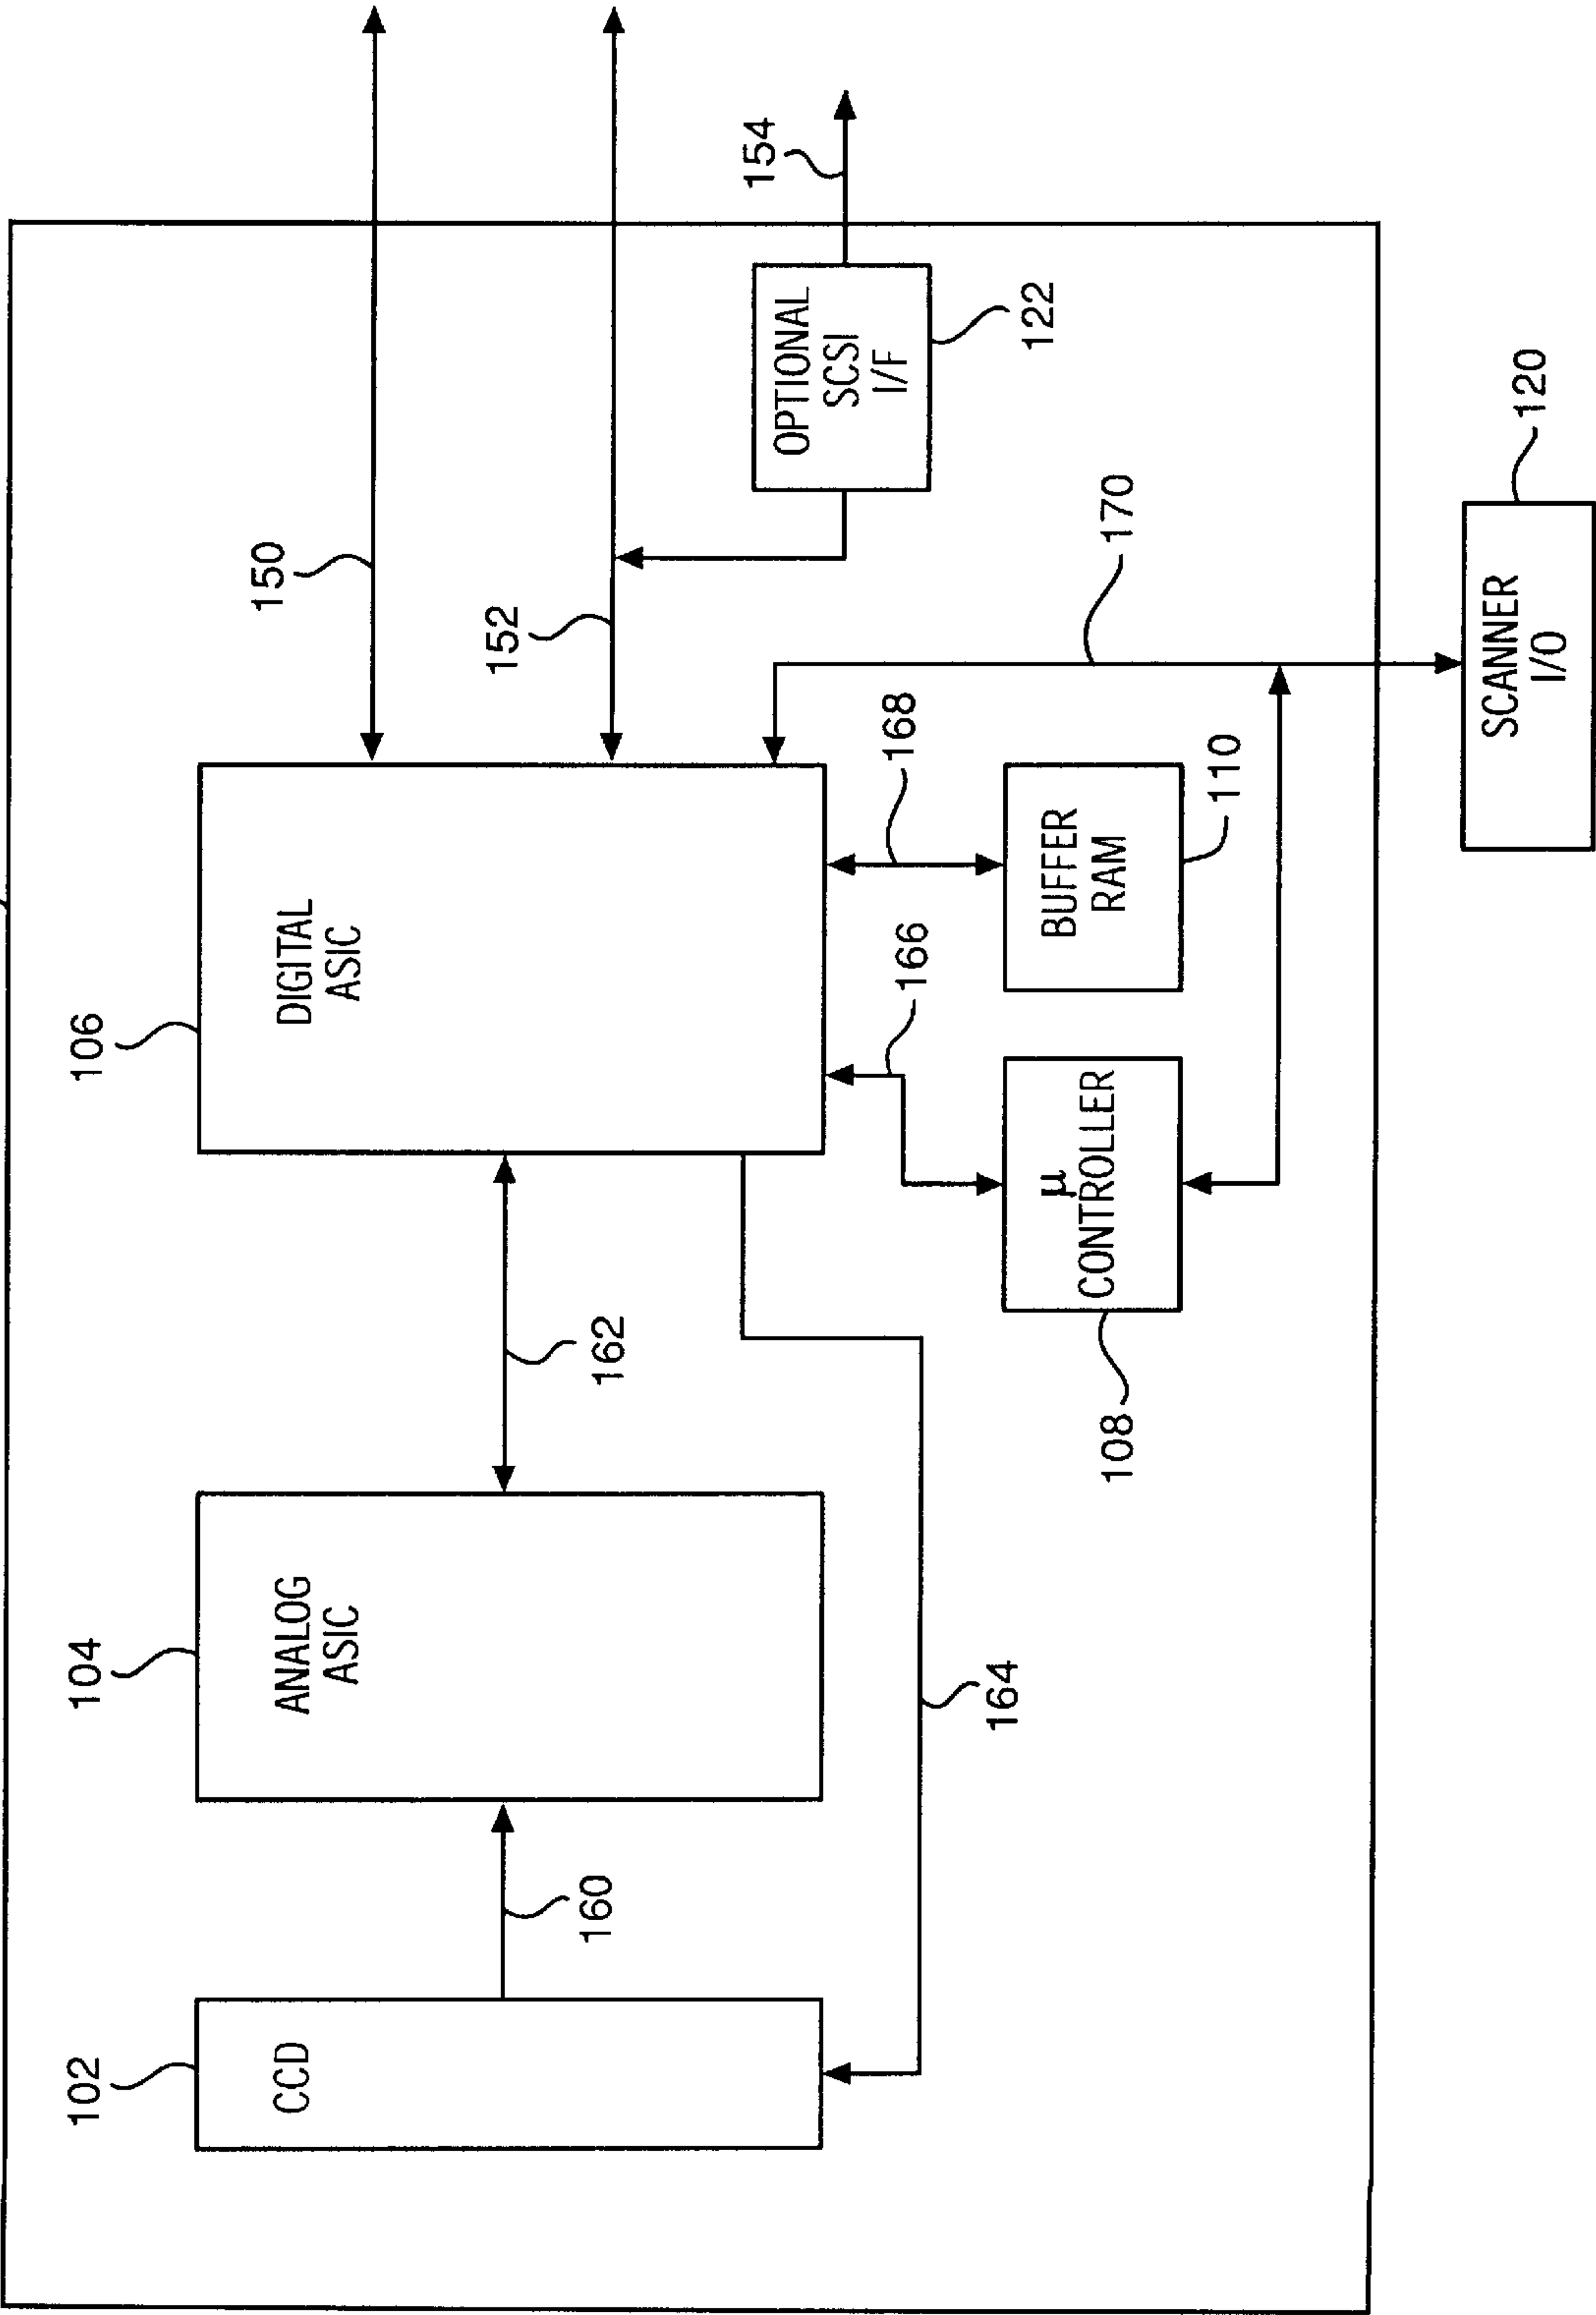 102
CCD
160
104
ANALOG
ASIC
162
164
106
DIGITAL
ASIC
166
168
108
μ
CONTROLLER
BUFFER
RAM
110
150
152
154
OPTIONAL
SCSI
I/F
122
170
SCANNER
I/O
120